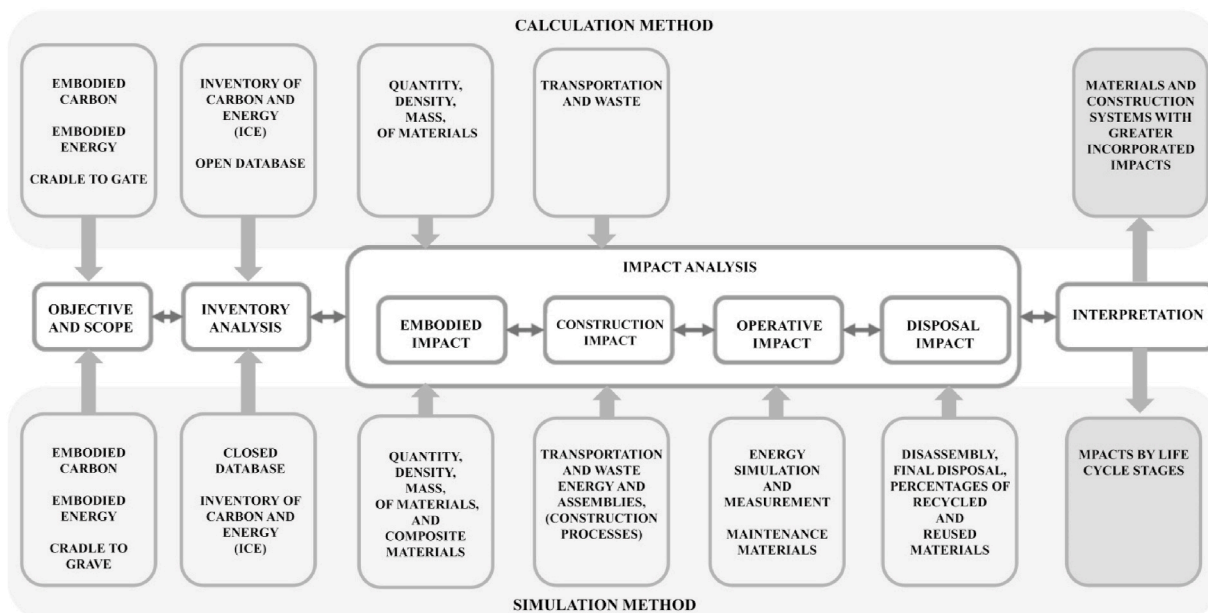 CALCULATION METHOD
EMBODIED
CARBON
EMBODIED
ENERGY
CRADLE TO GATE
INVENTORY OF
CARBON AND
ENERGY
(ICE)
OPEN DATABASE
QUANTITY,
DENSITY,
MASS,
OF MATERIALS
TRANSPORTATION
AND WASTE
MATERIALS AND
CONSTRUCTION
SYSTEMS WITH
GREATER
INCORPORATED
IMPACTS
OBJECTIVE
AND SCOPE
INVENTORY
ANALYSIS
IMPACT ANALYSIS
EMBODIED
IMPACT
CONSTRUCTION
IMPACT
OPERATIVE
IMPACT
DISPOSAL
IMPACT
INTERPRETATION
EMBODIED
CARBON
EMBODIED
ENERGY
CRADLE TO
GRAVE
CLOSED
DATABASE
INVENTORY OF
CARBON AND
ENERGY
(ICE)
QUANTITY,
DENSITY,
MASS,
OF MATERIALS,
AND
COMPOSITE
MATERIALS
TRANSPORTATION
AND WASTE
ENERGY AND
ASSEMBLIES,
(CONSTRUCTION
PROCESSES)
ENERGY
SIMULATION
AND
MEASUREMENT
MAINTENANCE
MATERIALS
DISASSEMBLY,
FINAL DISPOSAL,
PERCENTAGES OF
RECYCLED
AND
REUSED
MATERIALS
MPACTS BY LIFE
CYCLE STAGES
SIMULATION METHOD